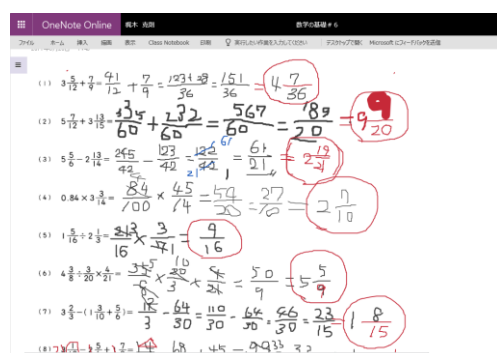 OneNote Online 梶木 克則 数学の基礎 # 6
ファイル ホーム 挿入 描画 表示 Class Notebook 印刷 実行したい作業を入力してください デスクトップで開く Microsoft にフィードバックを送信
(1) 3 5/12 + 7/9 = 41/12 + 7/9 = 123+28/36 = 151/36 = 4 7/36
(2) 5 7/12 + 3 13/15 = 335/60 + 232/60 = 567/60 = 189/20 = 9 9/20
(3) 5 5/6 - 2 13/14 = 245/42 - 123/42 = 122/42 61 21 , 61/21 = 2 19/21
(4) 0.84 × 3 3/14 = 84/100 × 45/14 = 54/20 = 27/10 = 2 7/10
(5) 1 5/16 ÷ 2 1/3 = 21 3/16 × 3/7 1 = 9/16
(6) 4 3/8 ÷ 3/20 × 4/21 = 35 5/8 × 20 10/3 × 4/21 = 50/9 = 5 5/9
(7) 3 2/3 - (1 3/10 + 5/6) = 11/3 - 64/30 = 110/30 - 64/30 = 46/30 = 23/15 = 1 8/15
(8)